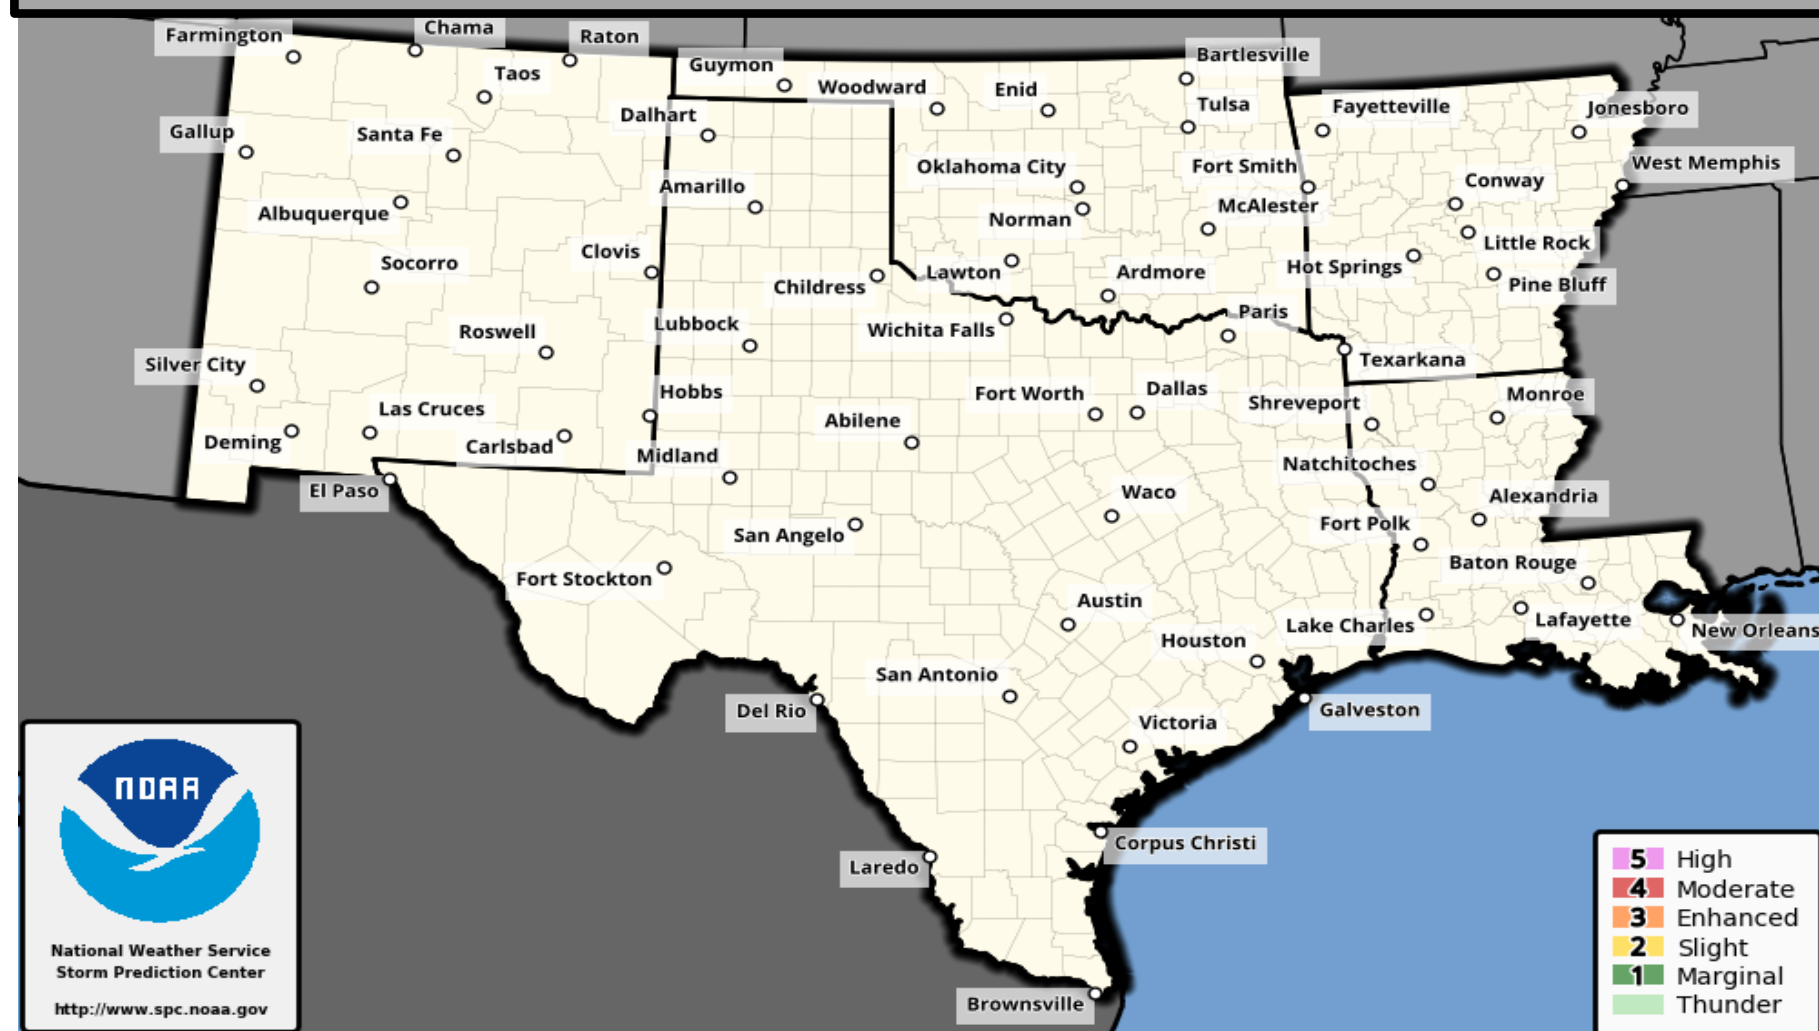 Farmington
Chama
Raton
Taos
Guymon
Woodward
Enid
Bartlesville
Tulsa
Fayetteville
Jonesboro
Dalhart
Gallup
Santa Fe
Oklahoma City
Fort Smith
West Memphis
Conway
Amarillo
Albuquerque
Norman
McAlester
Little Rock
Clovis
Socorro
Hot Springs
Lawton
Ardmore
Childress
Pine Bluff
Paris
Lubbock
Roswell
Wichita Falls
Silver City
Texarkana
Hobbs
Fort Worth
Dallas
Monroe
Shreveport
Las Cruces
Abilene
Deming
Carlsbad
Midland
Natchitoches
El Paso
Waco
Alexandria
Fort Polk
San Angelo
Baton Rouge
Fort Stockton
Austin
Lake Charles
Lafayette
New Orleans
Houston
San Antonio
Del Rio
Galveston
Victoria
Corpus Christi
Laredo
Brownsville
NOAA
National Weather Service
Storm Prediction Center
http://www.spc.noaa.gov
5 High
4 Moderate
3 Enhanced
2 Slight
1 Marginal
Thunder